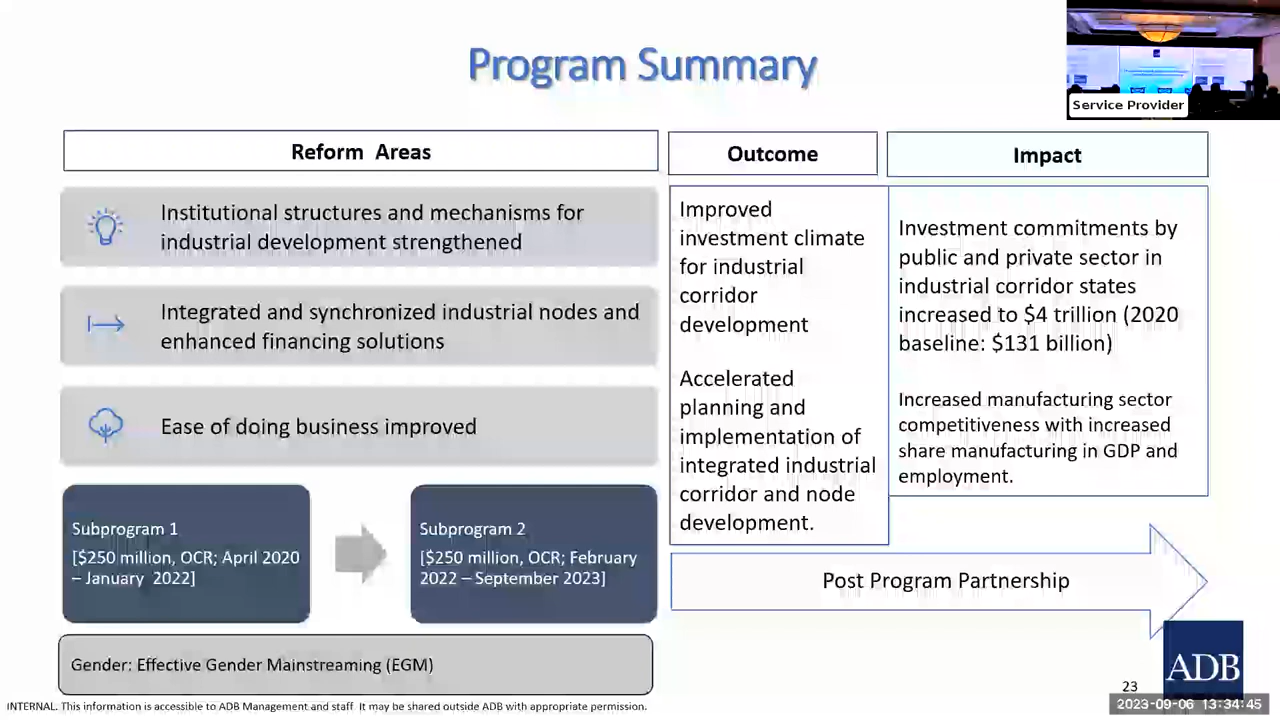 Program Summary
Service Provider
Reform Areas
Institutional structures and mechanisms for
industrial development strengthened
Integrated and synchronized industrial nodes and
enhanced financing solutions
Ease of doing business improved
Subprogram 1
[$250 million, OCR; April 2020
– January 2022]
Subprogram 2
[$250 million, OCR; February
2022 – September 2023]
Gender: Effective Gender Mainstreaming (EGM)
Outcome
Improved
investment climate
for industrial
corridor
development
Accelerated
planning and
implementation of
integrated industrial
corridor and node
development.
Impact
Investment commitments by
public and private sector in
industrial corridor states
increased to $4 trillion (2020
baseline: $131 billion)
Increased manufacturing sector
competitiveness with increased
share manufacturing in GDP and
employment.
Post Program Partnership
ADB
23
INTERNAL. This information is accessible to ADB Management and staff It may be shared outside ADB with appropriate permission.
2023-09-06 13:34:45